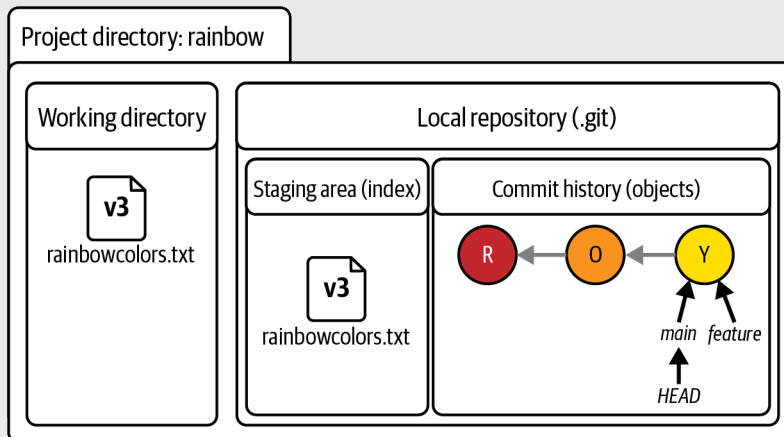 Project directory: rainbow
Working directory
Local repository (.git)
v3
rainbowcolors.txt
Staging area (index)
v3
rainbowcolors.txt
Commit history (objects)
R
O
Y
main
feature
HEAD